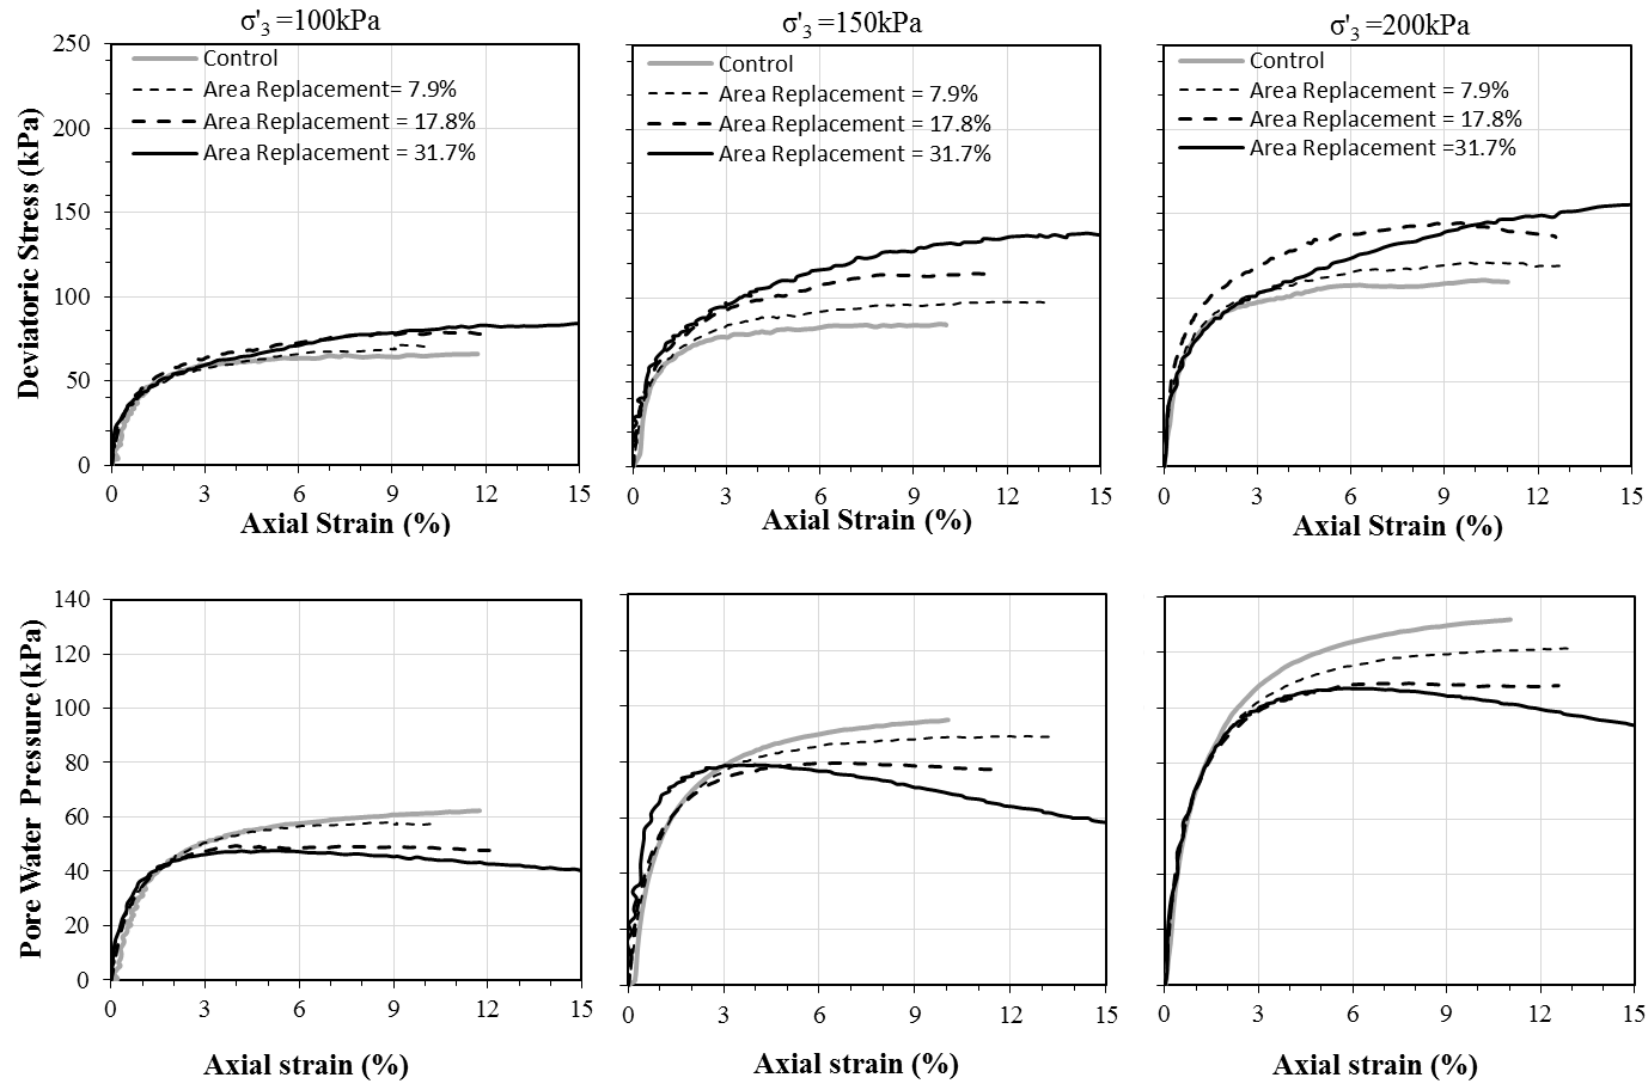 σ'3 =100kPa
σ'3 =150kPa
σ'3 =200kPa
Deviatoric Stress (kPa)
250
200
150
100
50
0
Control
Area Replacement= 7.9%
Area Replacement = 17.8%
Area Replacement = 31.7%
0 3 6 9 12 15
Axial Strain (%)
Control
Area Replacement = 7.9%
Area Replacement = 17.8%
Area Replacement = 31.7%
0 3 6 9 12 15
Axial Strain (%)
Control
Area Replacement = 7.9%
Area Replacement = 17.8%
Area Replacement =31.7%
0 3 6 9 12 15
Axial Strain (%)
Pore Water Pressure (kPa)
140
120
100
80
60
40
20
0
0 3 6 9 12 15
Axial strain (%)
0 3 6 9 12 15
Axial strain (%)
0 3 6 9 12 15
Axial strain (%)